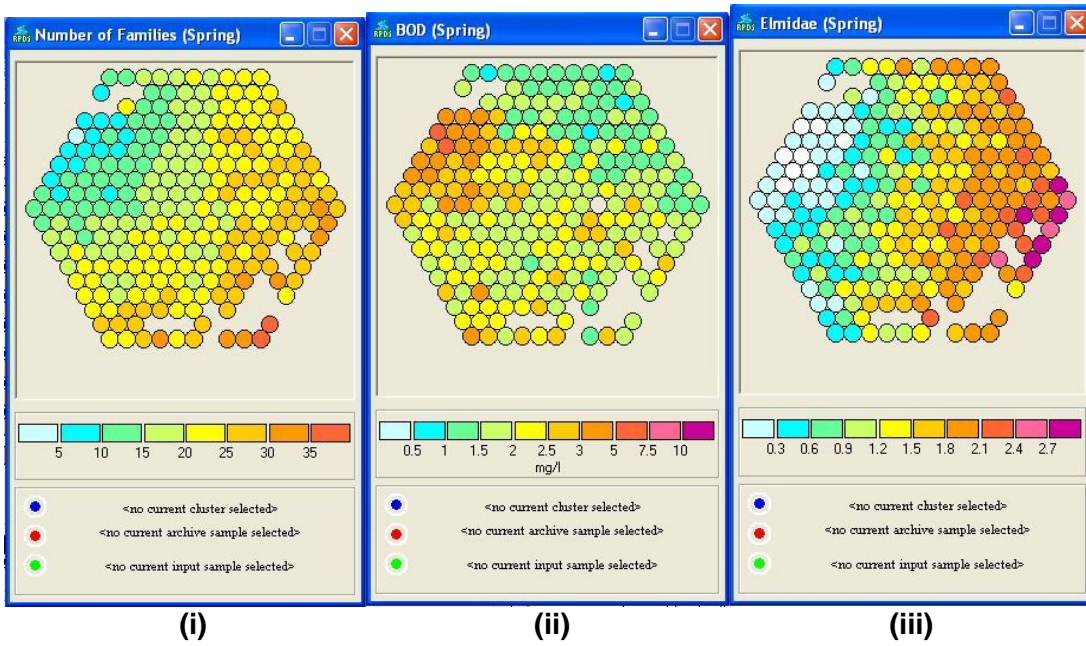 RPDS Number of Families (Spring)
5 10 15 20 25 30 35
<no current cluster selected>
<no current archive sample selected>
<no current input sample selected>
(i)
RPDS BOD (Spring)
0.5 1 1.5 2 2.5 3 5 7.5 10
mg/l
<no current cluster selected>
<no current archive sample selected>
<no current input sample selected>
(ii)
RPDS Elmidae (Spring)
0.3 0.6 0.9 1.2 1.5 1.8 2.1 2.4 2.7
<no current cluster selected>
<no current archive sample selected>
<no current input sample selected>
(iii)